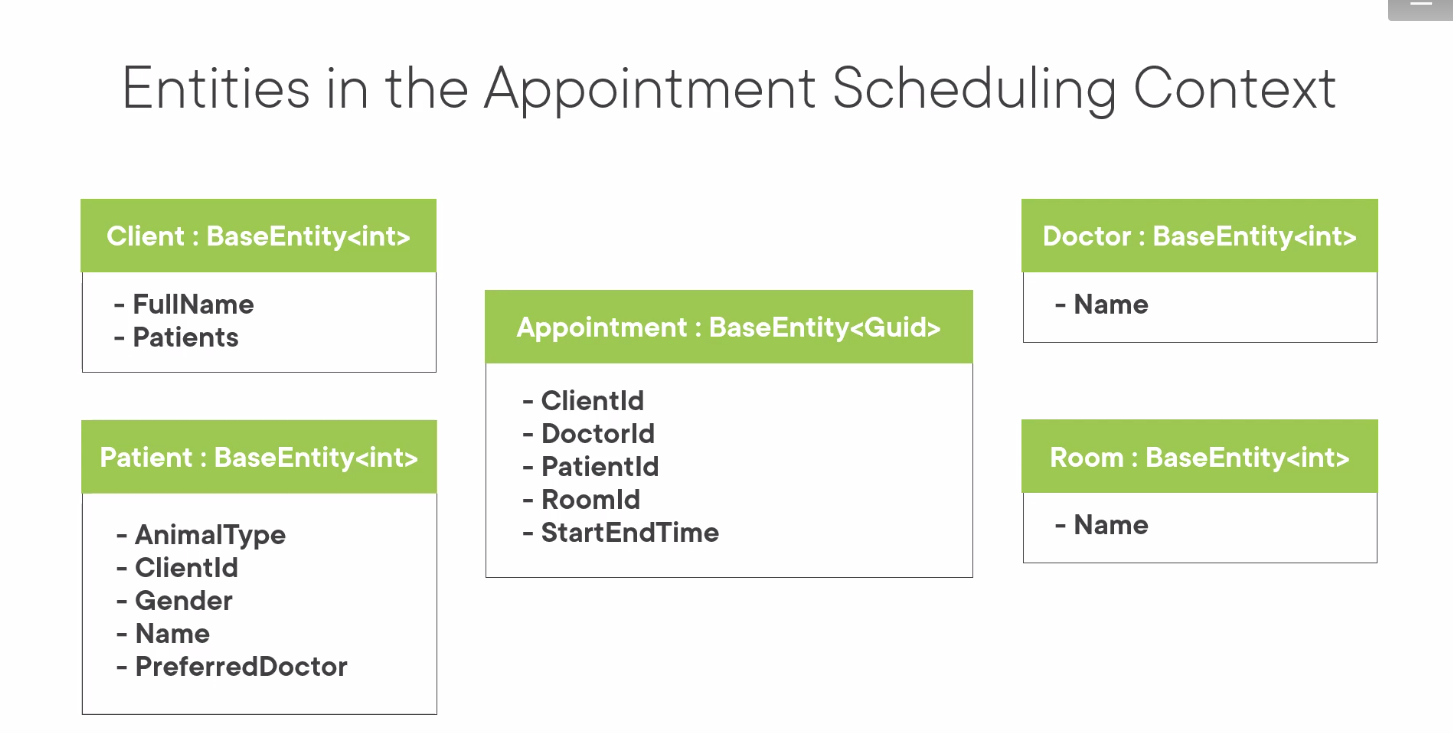 Entities in the Appointment Scheduling Context
Client : BaseEntity<int>
- FullName
- Patients
Patient : BaseEntity<int>
- AnimalType
- ClientId
- Gender
- Name
- PreferredDoctor
Appointment : BaseEntity<Guid>
- ClientId
- DoctorId
- PatientId
- RoomId
- StartEndTime
Doctor : BaseEntity<int>
- Name
Room : BaseEntity<int>
- Name